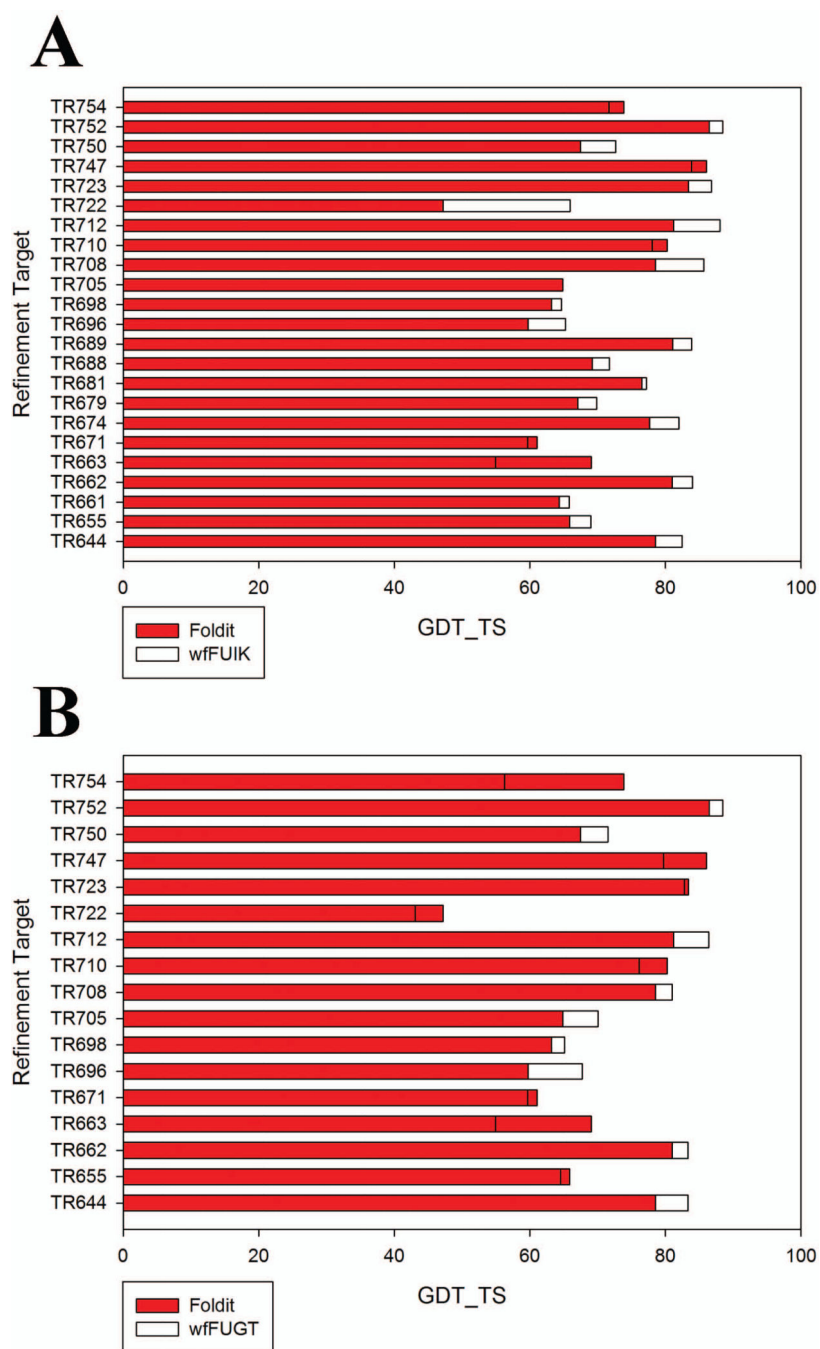 A
TR754
TR752
TR750
TR747
TR723
TR722
TR712
TR710
TR708
TR705
TR698
TR696
TR689
TR688
TR681
TR679
TR674
TR671
TR663
TR662
TR661
TR655
TR644
Refinement Target
0 20 40 60 80 100
GDT_TS
Foldit
wfFUIK
B
TR754
TR752
TR750
TR747
TR723
TR722
TR712
TR710
TR708
TR705
TR698
TR696
TR671
TR663
TR662
TR655
TR644
Refinement Target
0 20 40 60 80 100
GDT_TS
Foldit
wfFUGT